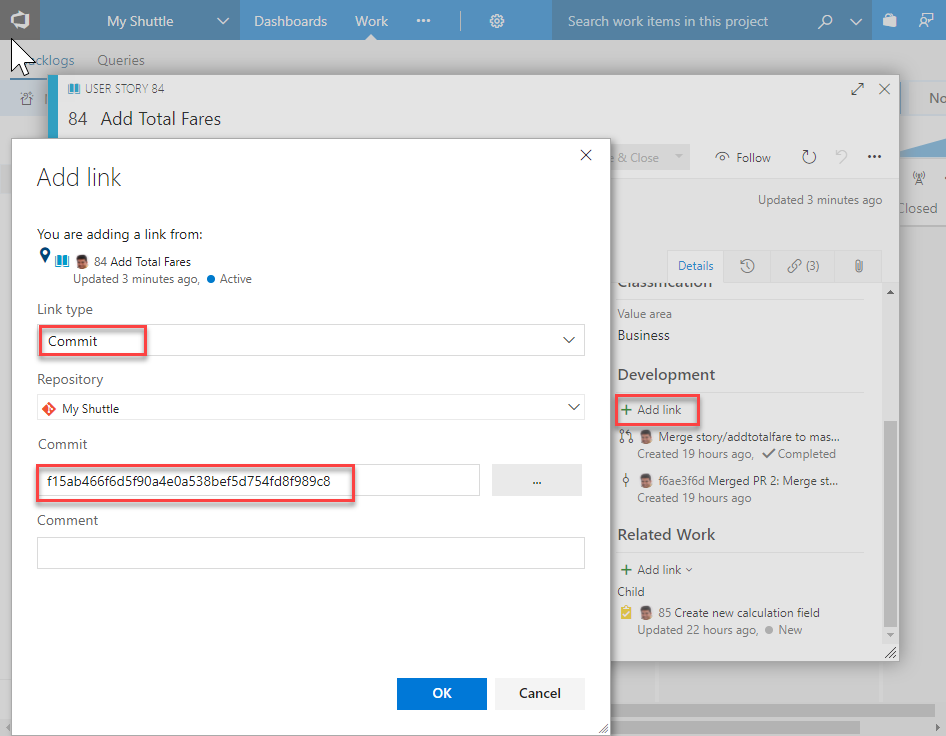 My Shuttle
Dashboards
Work
Search work items in this project
cklogs
Queries
USER STORY 84
84 Add Total Fares
No
& Close
Follow
Updated 3 minutes ago
Closed
Details
(3)
Classification
Value area
Business
Development
+ Add link
Merge story/addtotalfare to mas...
Created 19 hours ago, Completed
f6ae3f6d Merged PR 2: Merge st...
Created 19 hours ago
Related Work
+ Add link
Child
85 Create new calculation field
Updated 22 hours ago, New
Add link
You are adding a link from:
84 Add Total Fares
Updated 3 minutes ago, Active
Link type
Commit
Repository
My Shuttle
Commit
f15ab466f6d5f90a4e0a538bef5d754fd8f989c8
...
Comment
OK
Cancel